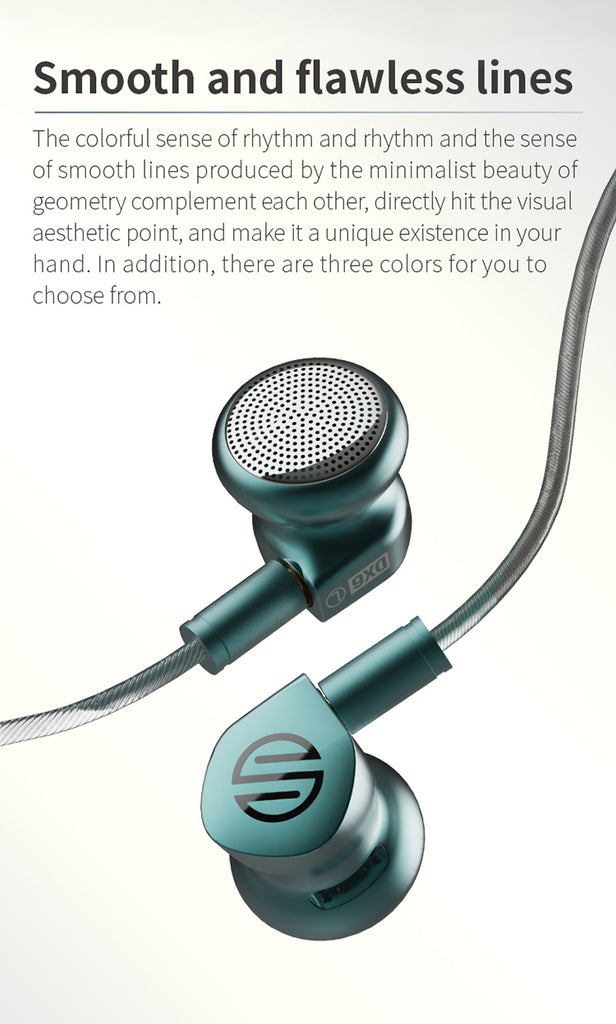 Smooth and flawless lines
The colorful sense of rhythm and rhythm and the sense
of smooth lines produced by the minimalist beauty of
geometry complement each other, directly hit the visual
aesthetic point, and make it a unique existence in your
hand. In addition, there are three colors for you to
choose from.
DX6
L